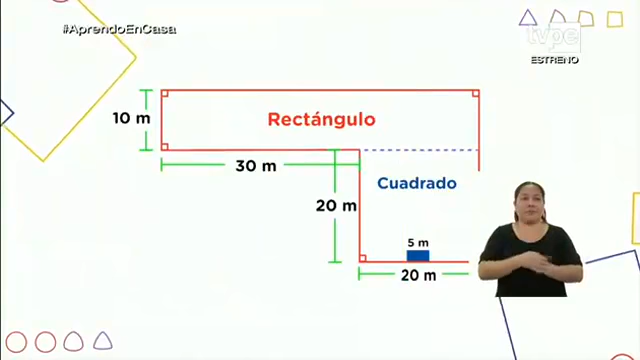 #AprendoEnCasa
tvpe
ESTRENO
10 m
Rectángulo
30 m
Cuadrado
20 m
5 m
20 m